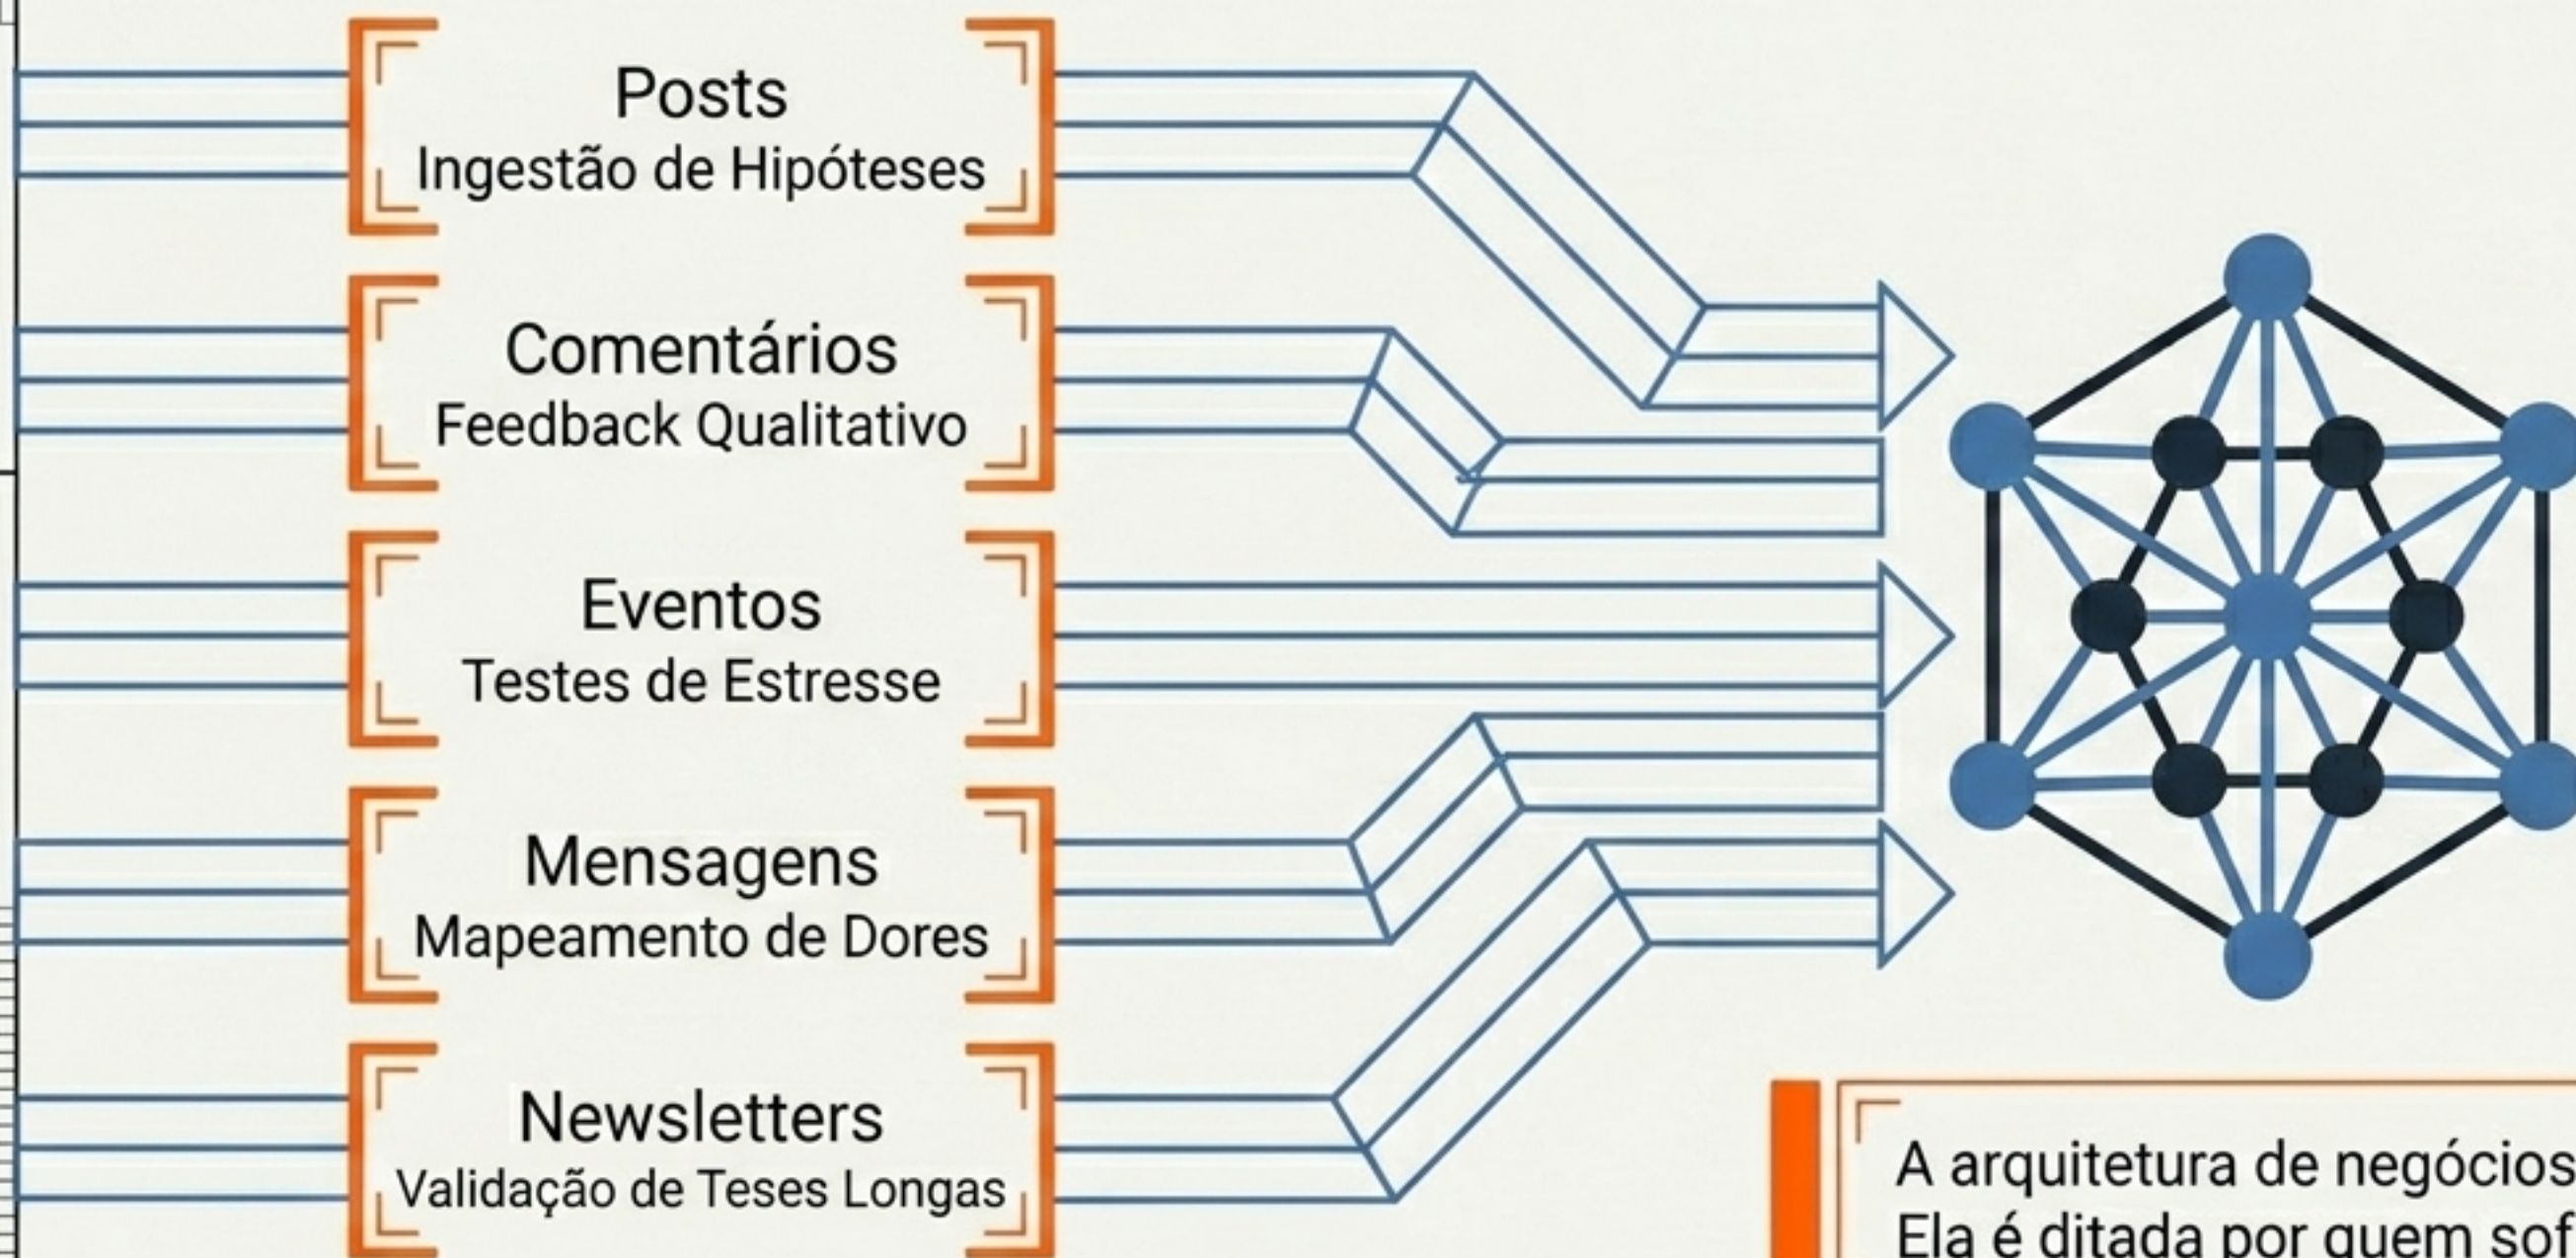 Posts
Ingestão de Hipóteses
Comentários
Feedback Qualitativo
Eventos
Testes de Estresse
Mensagens
Mapeamento de Dores
Newsletters
Validação de Teses Longas
A arquitetura de negócios
Ela é ditada por quem